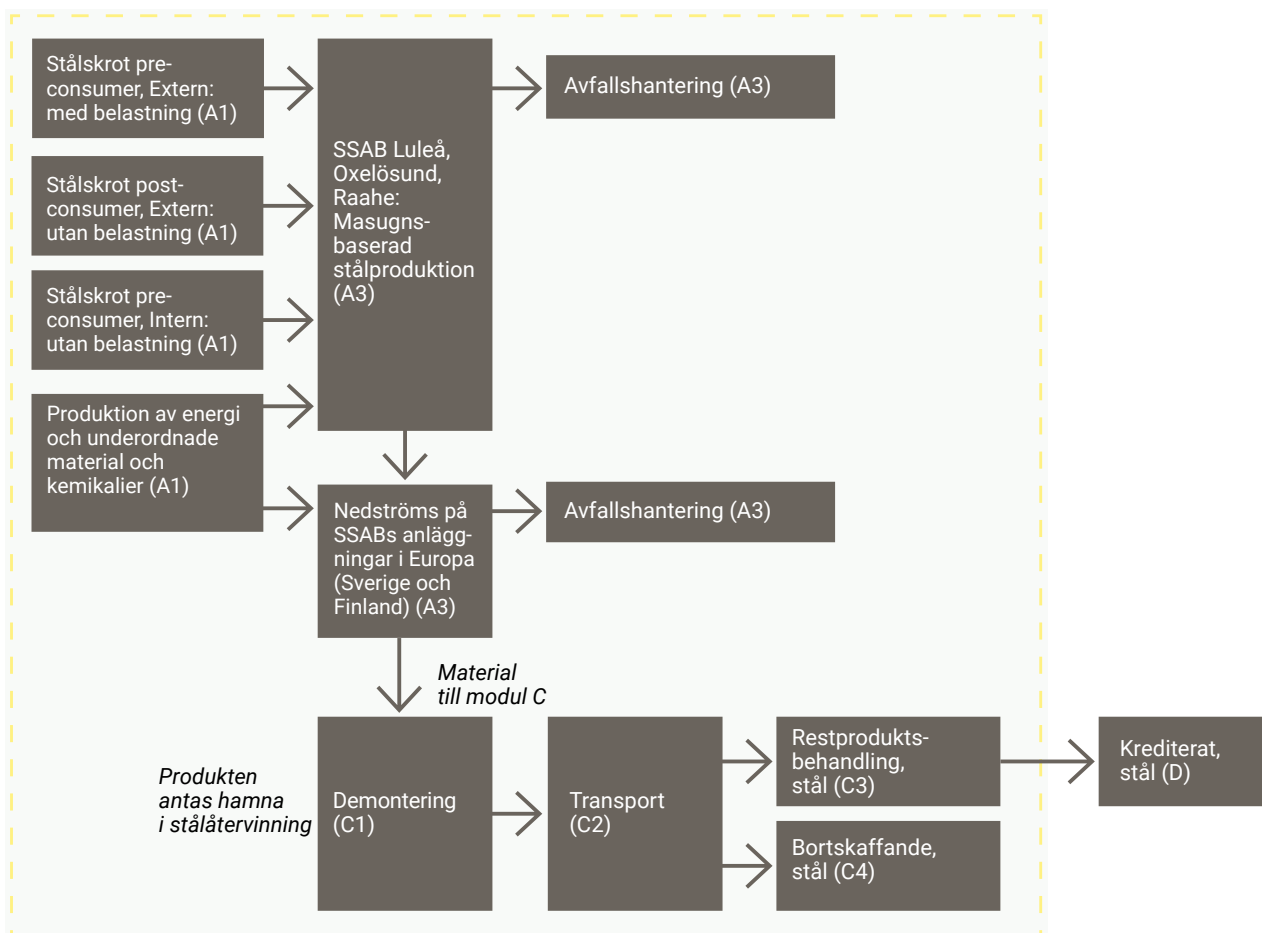 Stålskrot pre-
consumer, Extern:
med belastning (A1)
Stålskrot post-
consumer, Extern:
utan belastning (A1)
Stålskrot pre-
consumer, Intern:
utan belastning (A1)
Produktion av energi
och underordnade
material och
kemikalier (A1)
SSAB Luleå,
Oxelösund,
Raahe:
Masugns-
baserad
stålproduktion
(A3)
Avfallshantering (A3)
Nedströms på
SSABs anlägg-
ningar i Europa
(Sverige och
Finland) (A3)
Avfallshantering (A3)
Material
till modul C
Produkten
antas hamna
i stålåtervinning
Demontering
(C1)
Transport
(C2)
Restprodukts-
behandling,
stål (C3)
Bortskaffande,
stål (C4)
Krediterat,
stål (D)